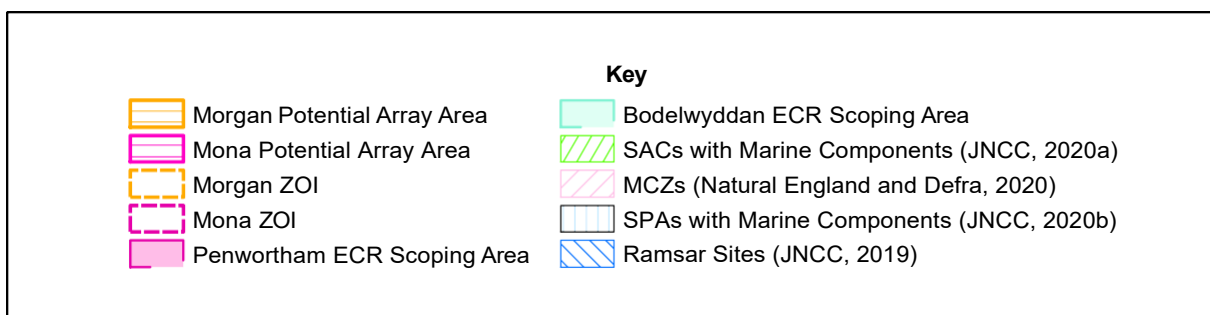 Key
Morgan Potential Array Area
Mona Potential Array Area
Morgan ZOI
Mona ZOI
Penwortham ECR Scoping Area
Bodelwyddan ECR Scoping Area
SACs with Marine Components (JNCC, 2020a)
MCZs (Natural England and Defra, 2020)
SPAs with Marine Components (JNCC, 2020b)
Ramsar Sites (JNCC, 2019)